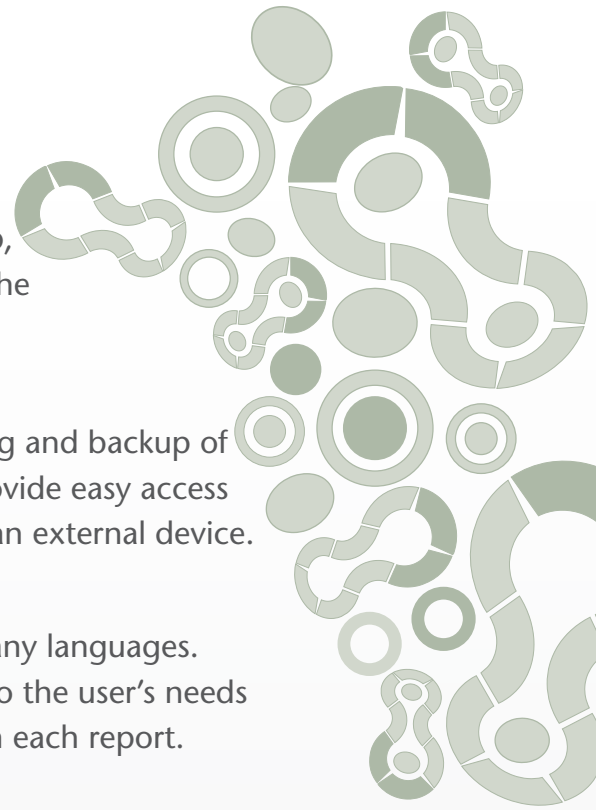 he
g and backup of
ovide easy access
an external device.
any languages.
o the user's needs
n each report.